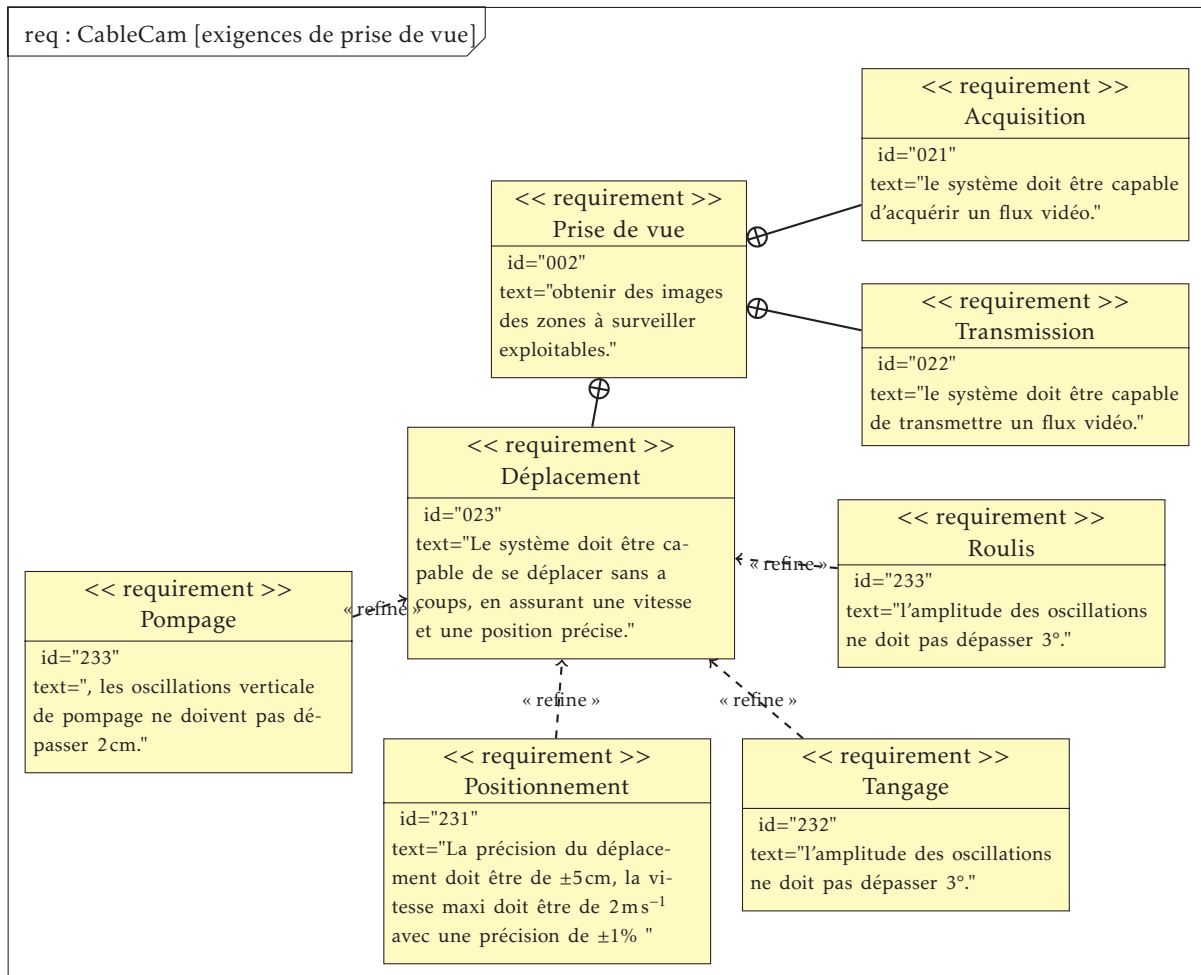 req : CableCam [exigences de prise de vue]
<< requirement >>
Acquisition
id="021"
text="le système doit être capable
d'acquérir un flux vidéo."
<< requirement >>
Prise de vue
id="002"
text="obtenir des images
des zones à surveiller
exploitables."
<< requirement >>
Transmission
id="022"
text="le système doit être capable
de transmettre un flux vidéo."
<< requirement >>
Déplacement
id="023"
text="Le système doit être ca-
pable de se déplacer sans a
coups, en assurant une vitesse
et une position précise."
<< requirement >>
Roulis
id="233"
text="l'amplitude des oscillations
ne doit pas dépasser 3°."
« refine »
<< requirement >>
Pompage
id="233"
text=", les oscillations verticale
de pompage ne doivent pas dé-
passer 2cm."
« refine »
« refine »
« refine »
<< requirement >>
Positionnement
id="231"
text="La précision du déplace-
ment doit être de ±5cm, la vi-
tesse maxi doit être de 2ms⁻¹
avec une précision de ±1% "
<< requirement >>
Tangage
id="232"
text="l'amplitude des oscillations
ne doit pas dépasser 3°."